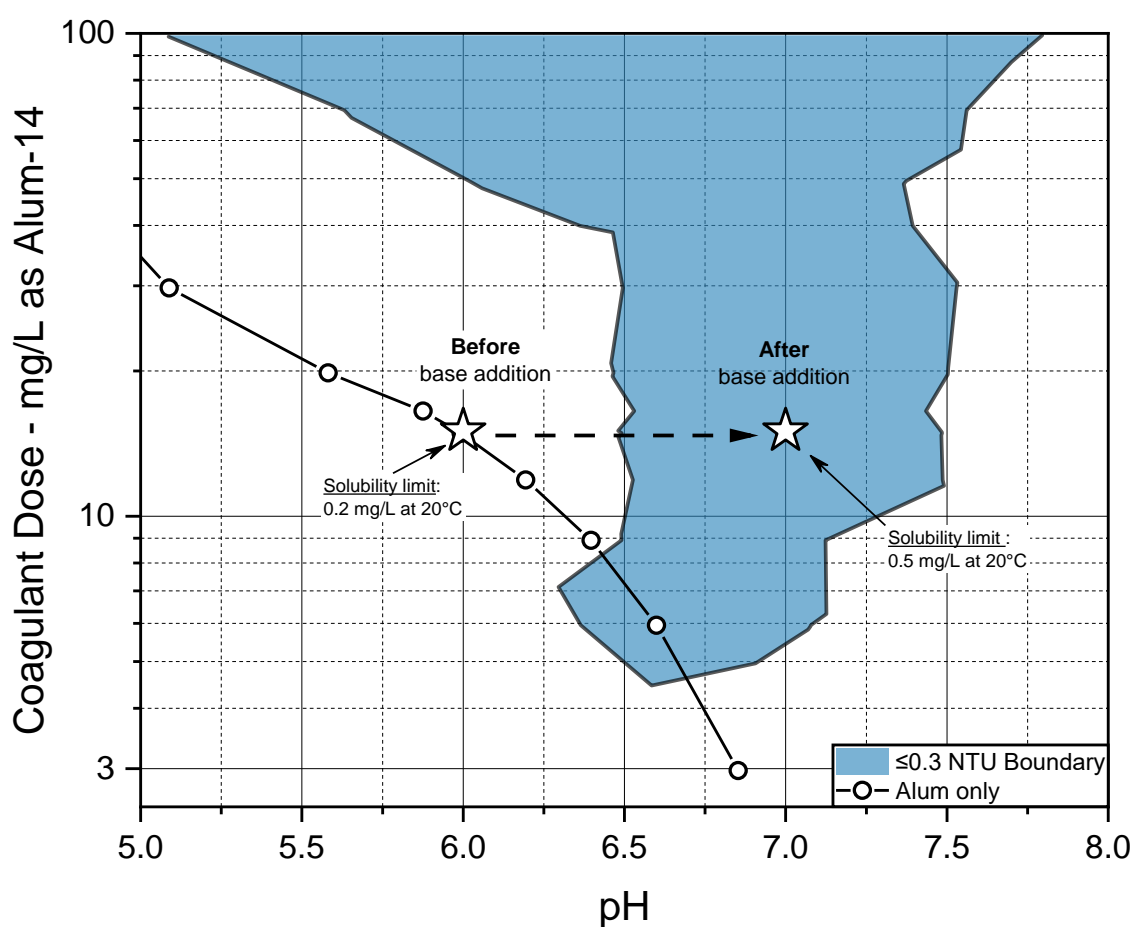 100
10
3
Coagulant Dose - mg/L as Alum-14
Before
base addition
After
base addition
Solubility limit:
0.2 mg/L at 20°C
Solubility limit :
0.5 mg/L at 20°C
≤0.3 NTU Boundary
Alum only
5.0 5.5 6.0 6.5 7.0 7.5 8.0
pH